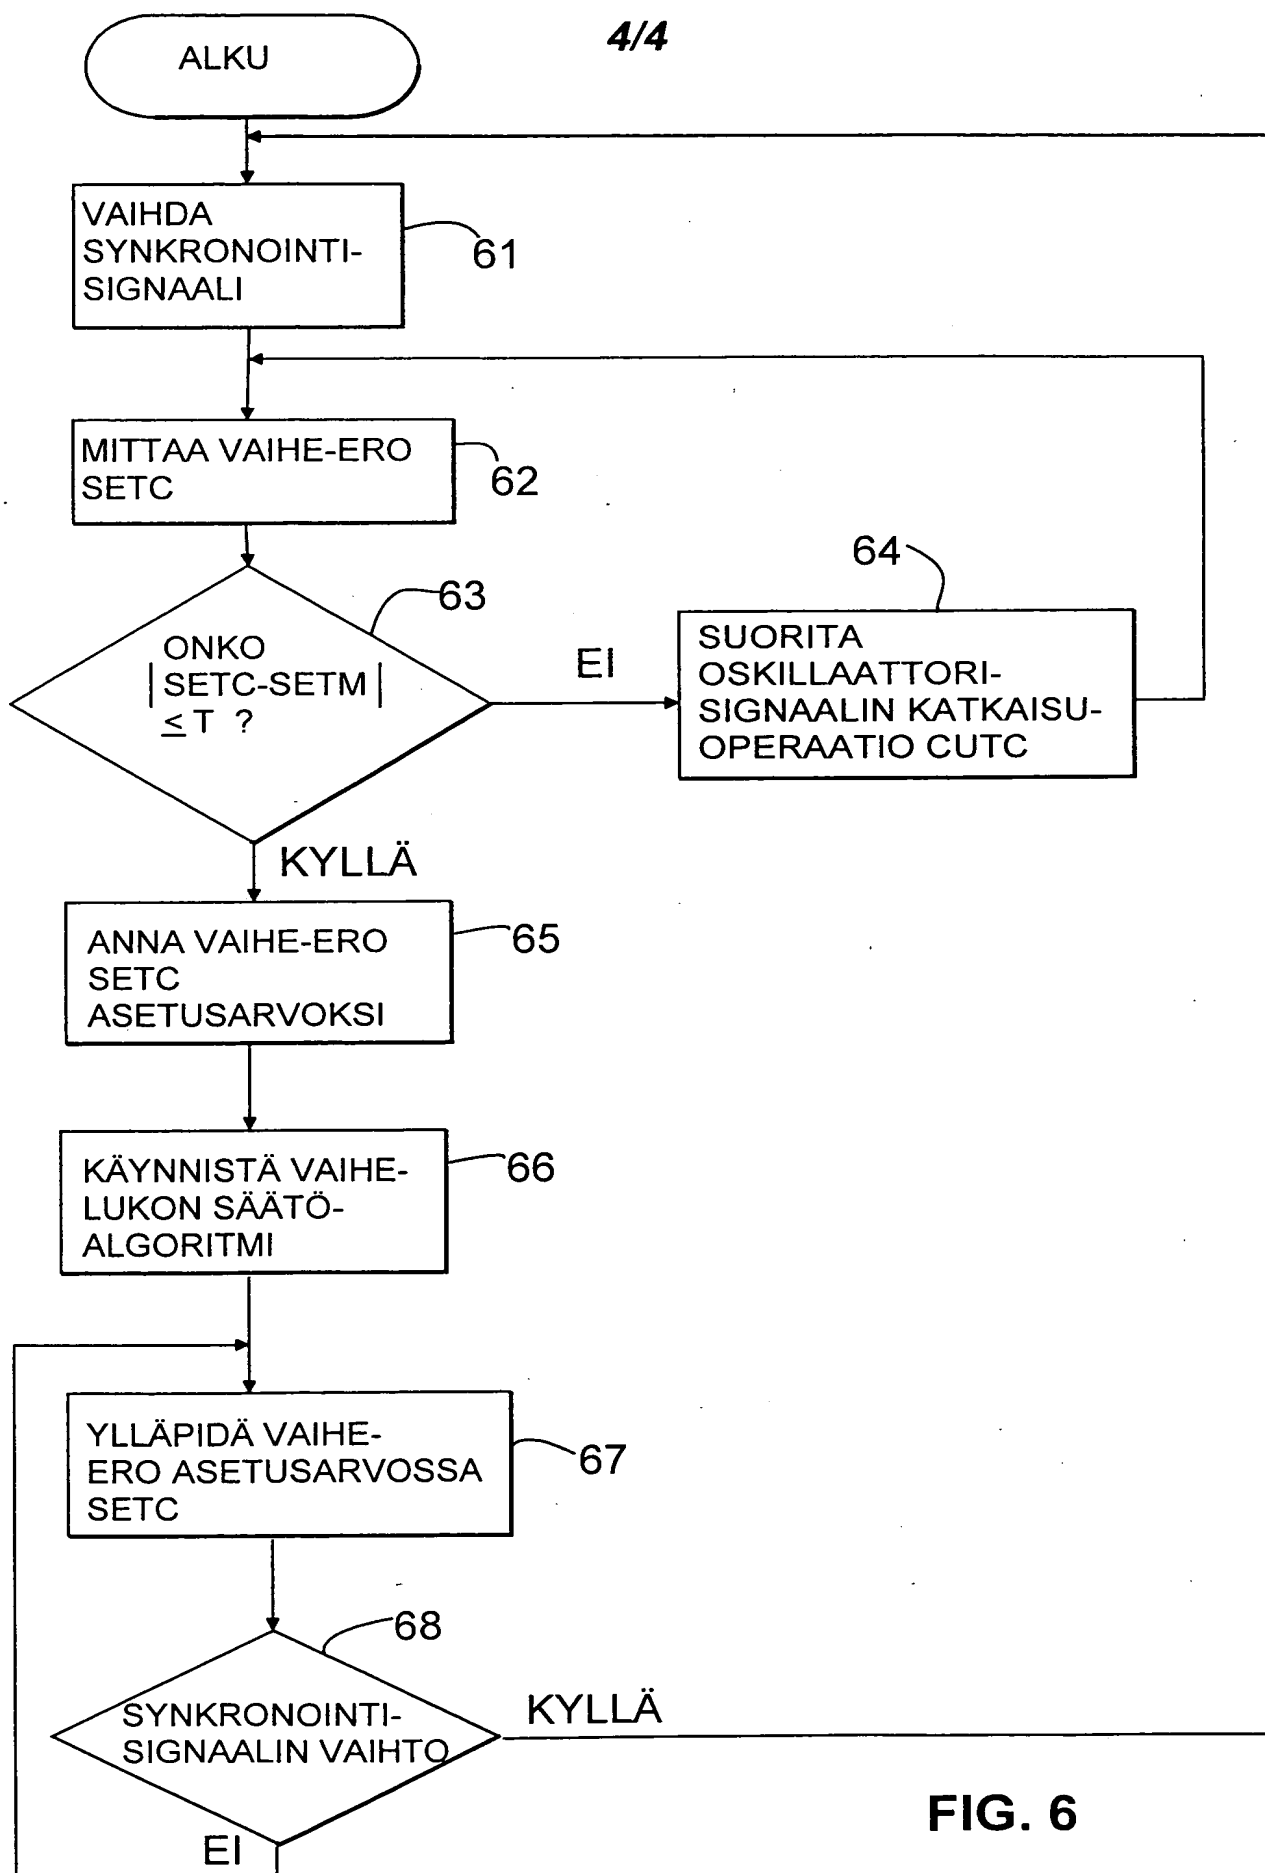 4/4
ALKU
VAIHDA
SYNKRONOINTI-
SIGNAALI
61
MITTAA VAIHE-ERO
SETC
62
ONKO
| SETC-SETM |
≤ T ?
63
EI
64
SUORITA
OSKILLAATTORI-
SIGNAALIN KATKAISU-
OPERAATIO CUTC
KYLLÄ
ANNA VAIHE-ERO
SETC
ASETUSARVOKSI
65
KÄYNNISTÄ VAIHE-
LUKON SÄÄTÖ-
ALGORITMI
66
YLLÄPIDÄ VAIHE-
ERO ASETUSARVOSSA
SETC
67
68
SYNKRONOINTI-
SIGNAALIN VAIHTO
KYLLÄ
EI
FIG. 6